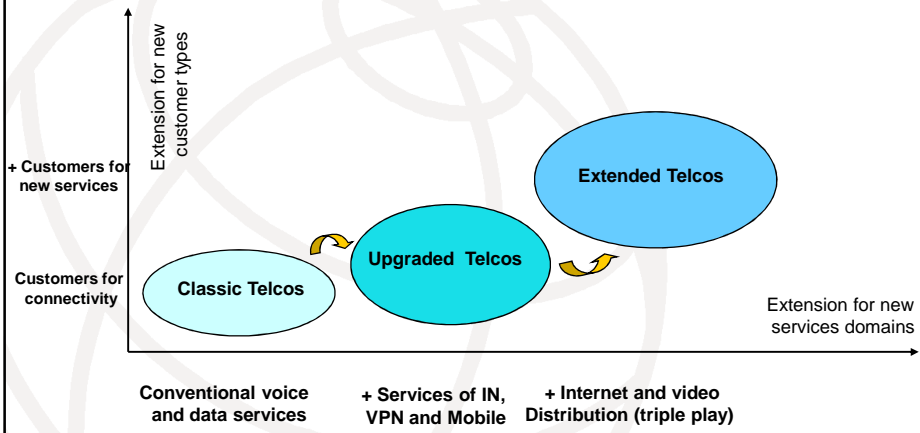 Extension for new
customer types
+ Customers for
new services
Extended Telcos
Upgraded Telcos
Customers for
connectivity
Classic Telcos
Extension for new
services domains
Conventional voice
and data services
+ Services of IN,
VPN and Mobile
+ Internet and video
Distribution (triple play)